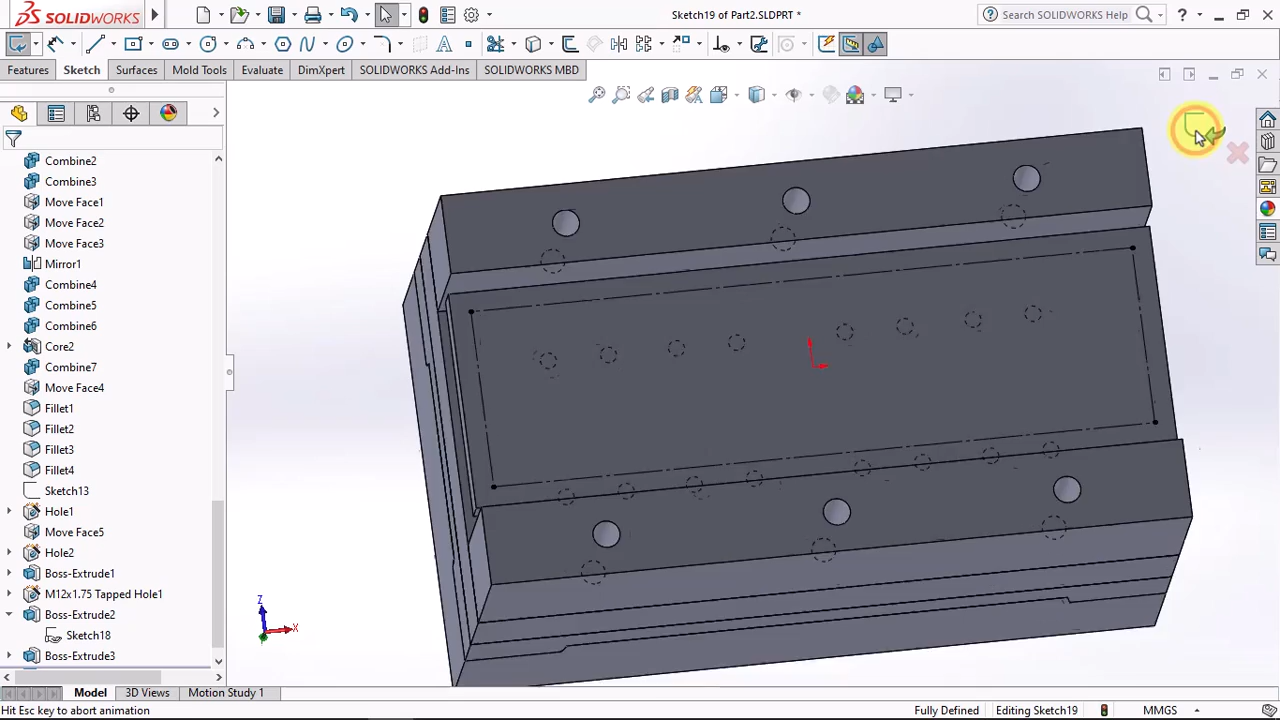 SOLIDWORKS
Sketch19 of Part2.SLDPRT *
Search SOLIDWORKS Help
Features
Sketch
Surfaces
Mold Tools
Evaluate
DimXpert
SOLIDWORKS Add-Ins
SOLIDWORKS MBD
Combine2
Combine3
Move Face1
Move Face2
Move Face3
Mirror1
Combine4
Combine5
Combine6
Core2
Combine7
Move Face4
Fillet1
Fillet2
Fillet3
Fillet4
Sketch13
Hole1
Move Face5
Hole2
Boss-Extrude1
M12x1.75 Tapped Hole1
Boss-Extrude2
Sketch18
Boss-Extrude3
Z
X
Model
3D Views
Motion Study 1
Hit Esc key to abort animation
Fully Defined
Editing Sketch19
MMGS